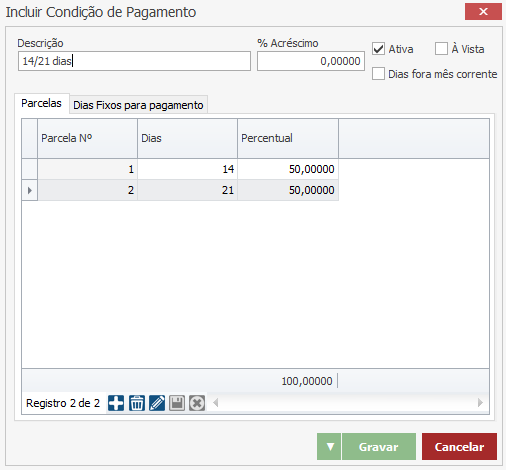 Incluir Condição de Pagamento
Descrição % Acréscimo
14/21 dias 0,00000 Ativa À Vista
Dias fora mês corrente
Parcelas Dias Fixos para pagamento
Parcela Nº Dias Percentual
1 14 50,00000
2 21 50,00000
100,00000
Registro 2 de 2
Gravar Cancelar